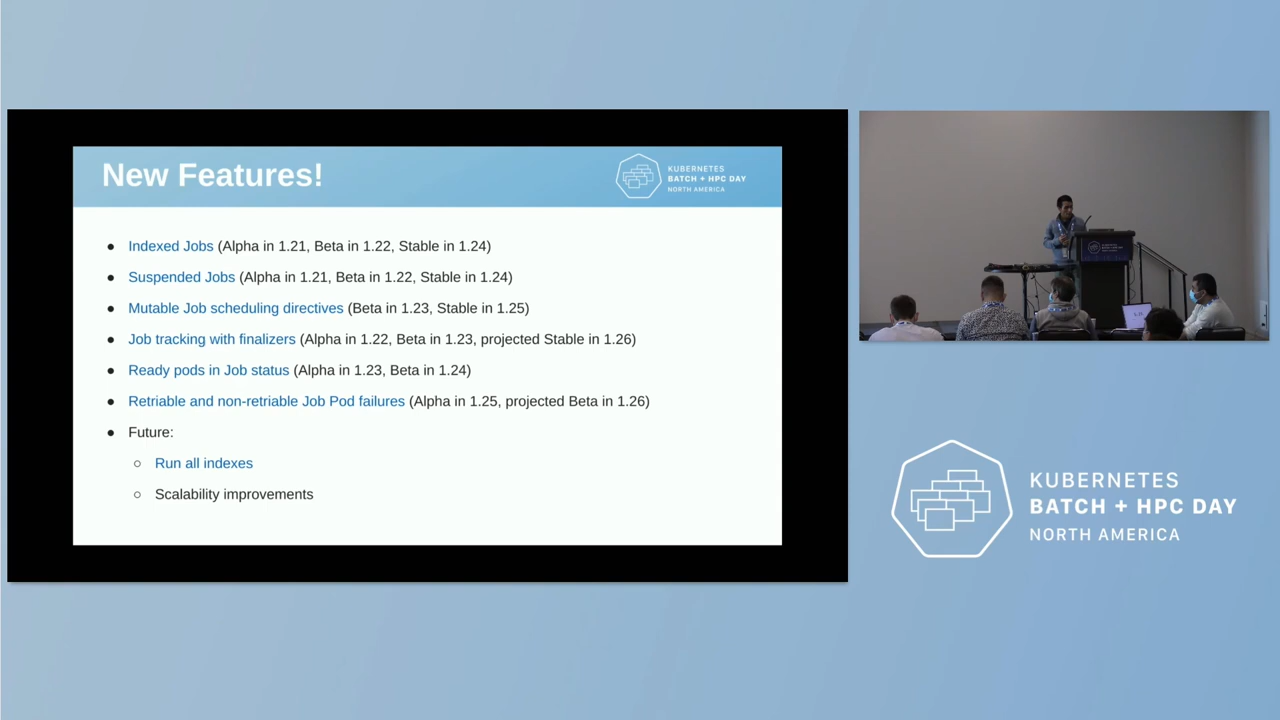 New Features!
KUBERNETES
BATCH + HPC DAY
NORTH AMERICA
● Indexed Jobs (Alpha in 1.21, Beta in 1.22, Stable in 1.24)
● Suspended Jobs (Alpha in 1.21, Beta in 1.22, Stable in 1.24)
● Mutable Job scheduling directives (Beta in 1.23, Stable in 1.25)
● Job tracking with finalizers (Alpha in 1.22, Beta in 1.23, projected Stable in 1.26)
● Ready pods in Job status (Alpha in 1.23, Beta in 1.24)
● Retriable and non-retriable Job Pod failures (Alpha in 1.25, projected Beta in 1.26)
● Future:
○ Run all indexes
○ Scalability improvements
KUBERNETES
BATCH + HPC DAY
NORTH AMERICA